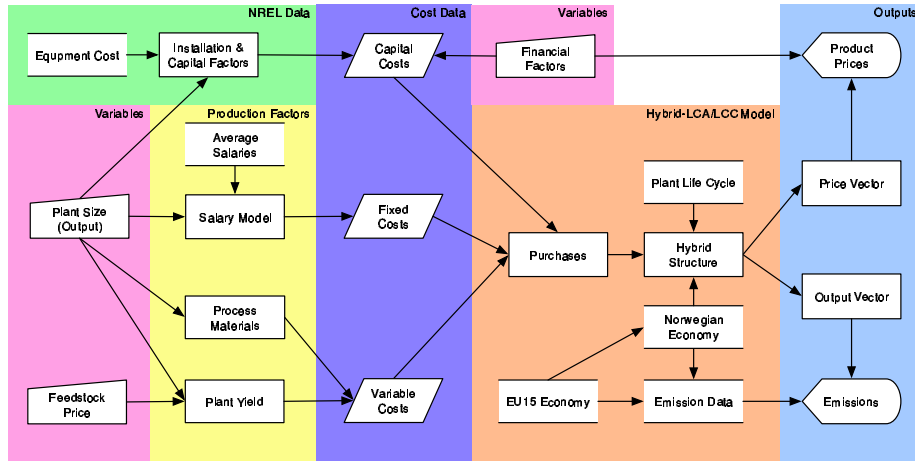 NREL Data
Cost Data
Variables
Outputs
Equpment Cost
Installation &
Capital Factors
Capital
Costs
Financial
Factors
Product
Prices
Variables
Production Factors
Hybrid-LCA/LCC Model
Average
Salaries
Plant Life Cycle
Price Vector
Plant Size
(Output)
Salary Model
Fixed
Costs
Purchases
Hybrid
Structure
Process
Materials
Norwegian
Economy
Output Vector
Feedstock
Price
Plant Yield
Variable
Costs
EU15 Economy
Emission Data
Emissions